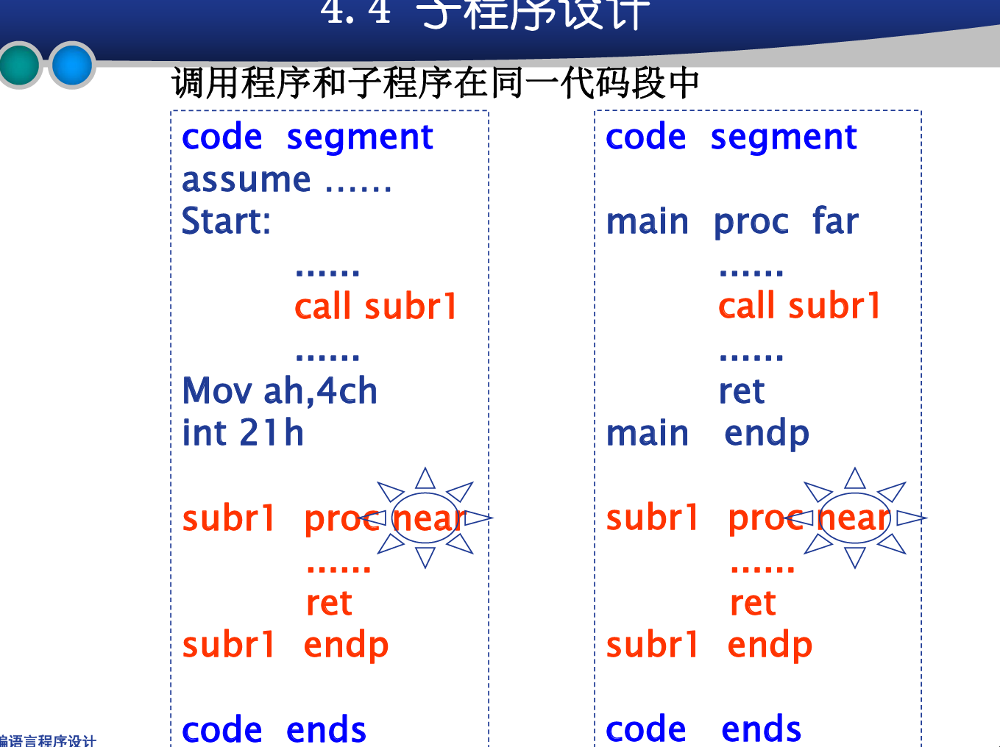 4.4 子程序设计
调用程序和子程序在同一代码段中
code segment
assume ……
Start:
……
call subr1
……
Mov ah,4ch
int 21h
subr1 proc near
……
ret
subr1 endp
code ends
code segment
main proc far
……
call subr1
……
ret
main endp
subr1 proc near
……
ret
subr1 endp
code ends
编语言程序设计